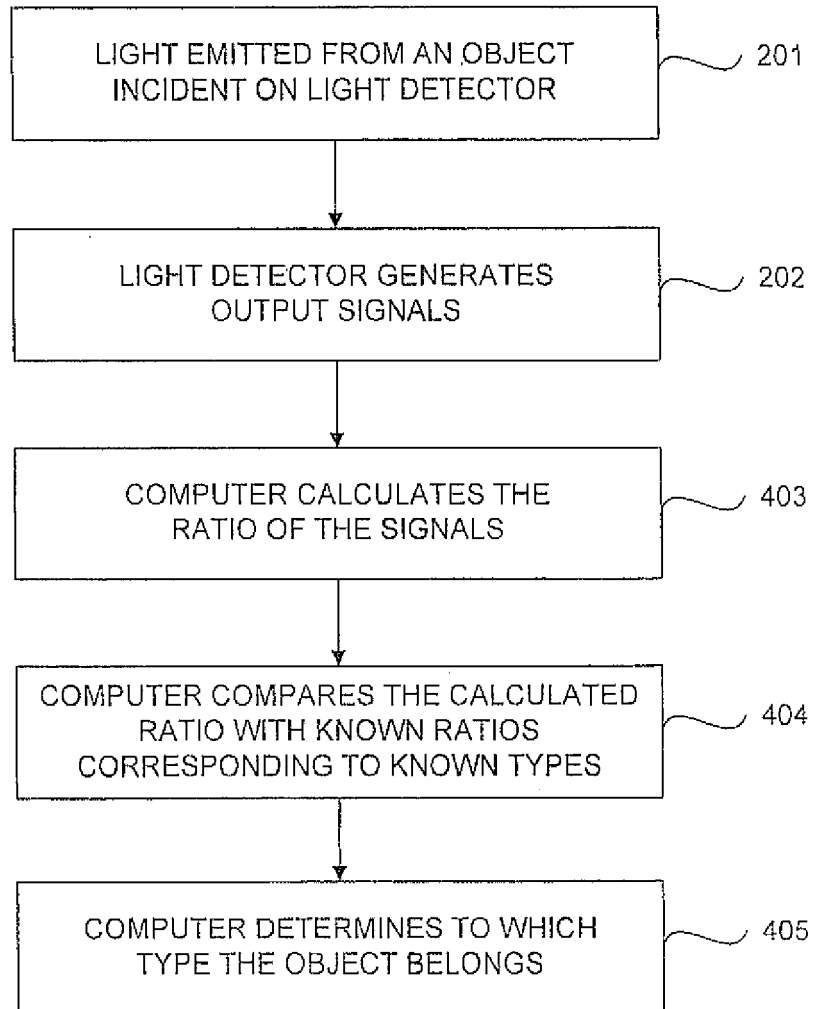 LIGHT EMITTED FROM AN OBJECT
INCIDENT ON LIGHT DETECTOR
201
LIGHT DETECTOR GENERATES
OUTPUT SIGNALS
202
COMPUTER CALCULATES THE
RATIO OF THE SIGNALS
403
COMPUTER COMPARES THE CALCULATED
RATIO WITH KNOWN RATIOS
CORRESPONDING TO KNOWN TYPES
404
COMPUTER DETERMINES TO WHICH
TYPE THE OBJECT BELONGS
405